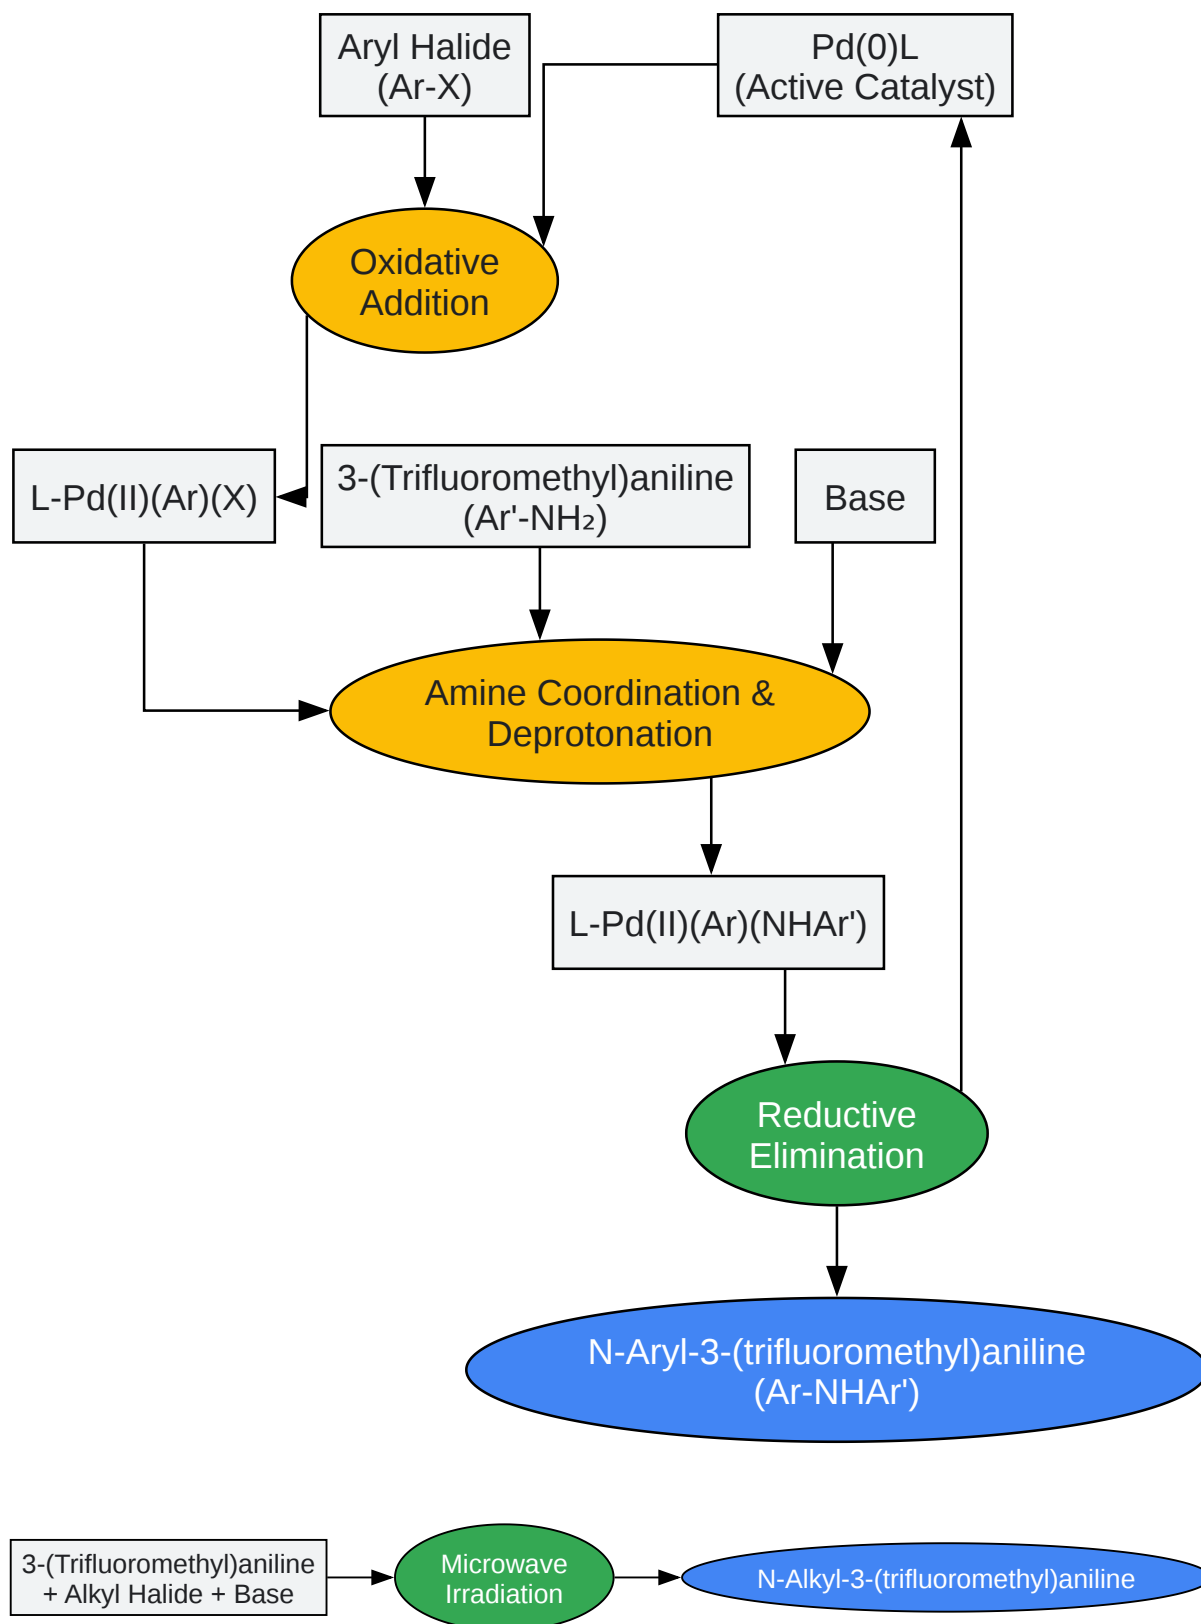 Aryl Halide
(Ar-X)
Pd(0)L
(Active Catalyst)
Oxidative
Addition
L-Pd(II)(Ar)(X)
3-(Trifluoromethyl)aniline
(Ar'-NH₂)
Base
Amine Coordination &
Deprotonation
L-Pd(II)(Ar)(NHAr')
Reductive
Elimination
N-Aryl-3-(trifluoromethyl)aniline
(Ar-NHAr')
3-(Trifluoromethyl)aniline
+ Alkyl Halide + Base
Microwave
Irradiation
N-Alkyl-3-(trifluoromethyl)aniline